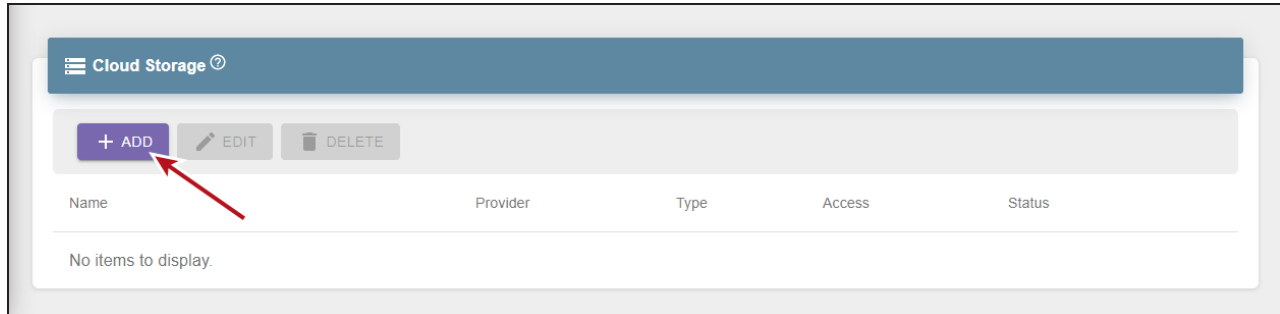 Cloud Storage ?
+ ADD EDIT DELETE
Name Provider Type Access Status
No items to display.